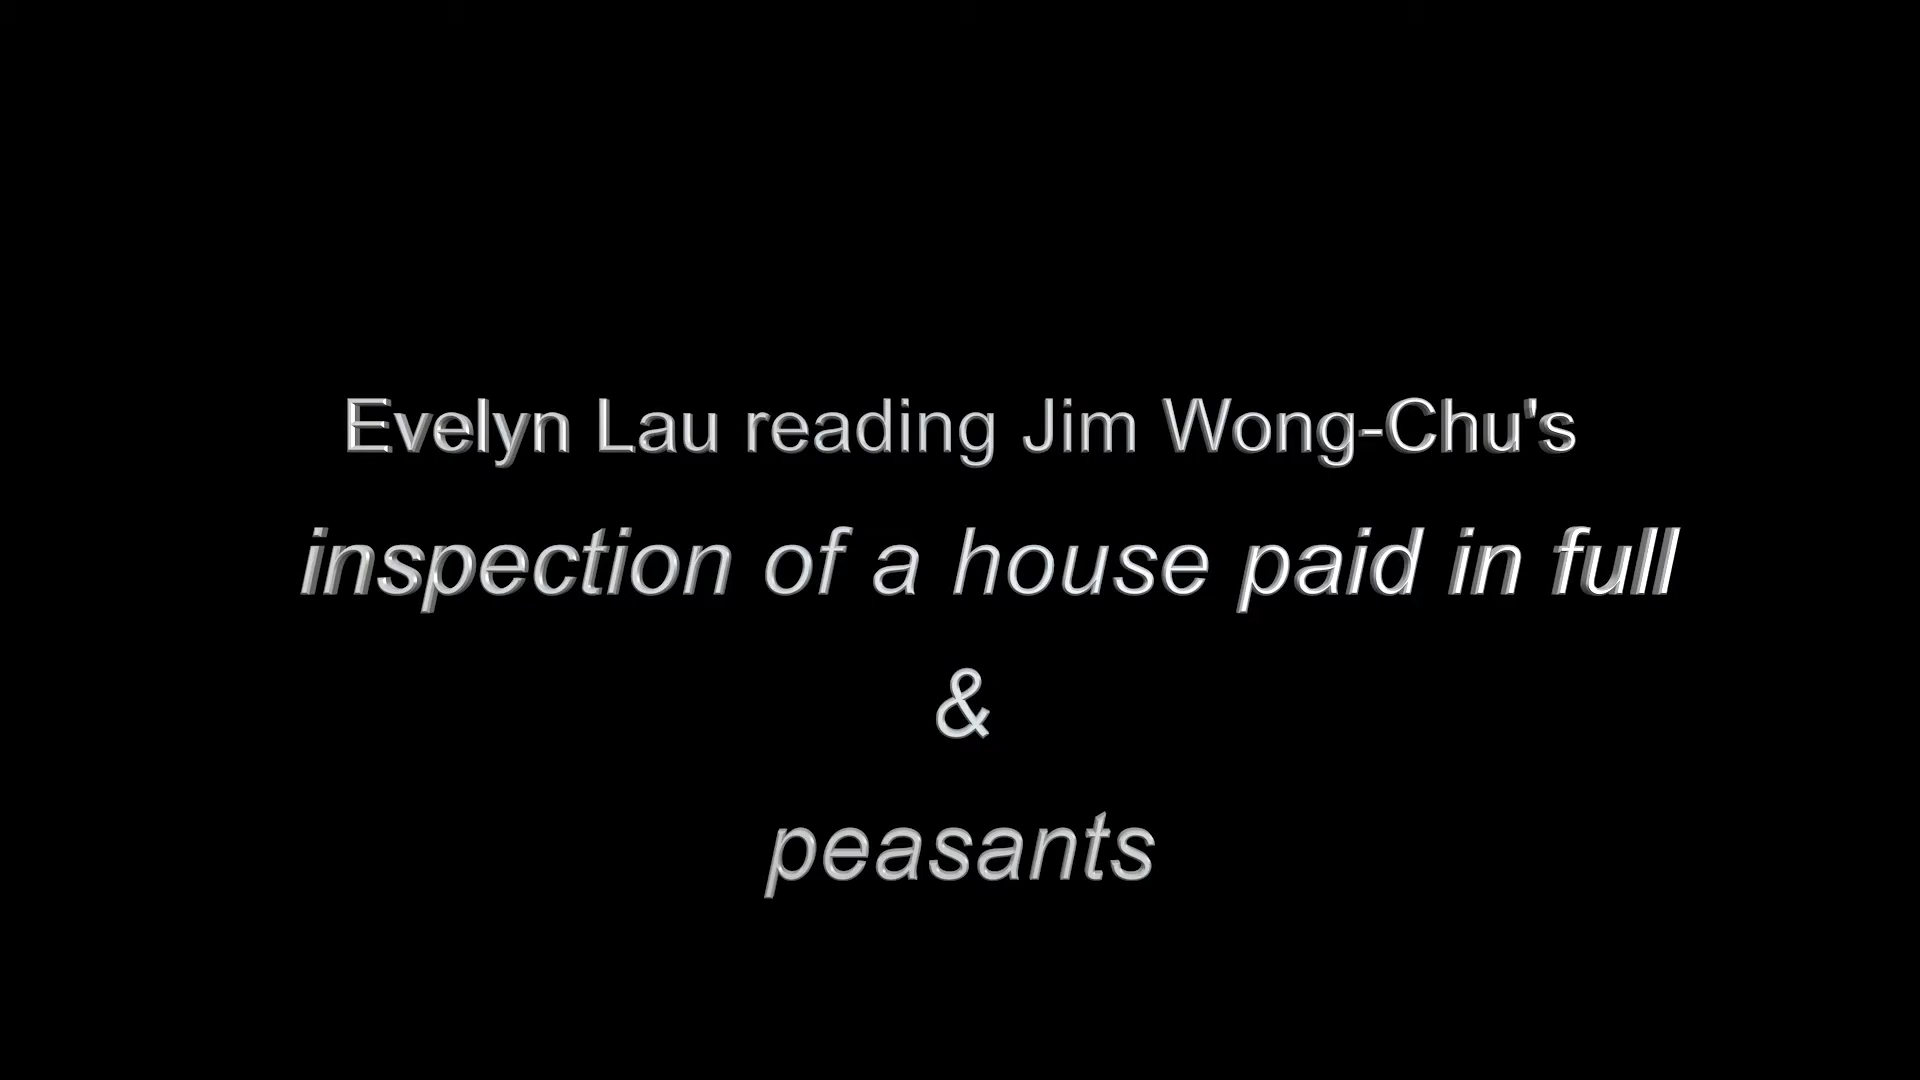 Evelyn Lau reading Jim Wong-Chu's
inspection of a house paid in full
&
peasants